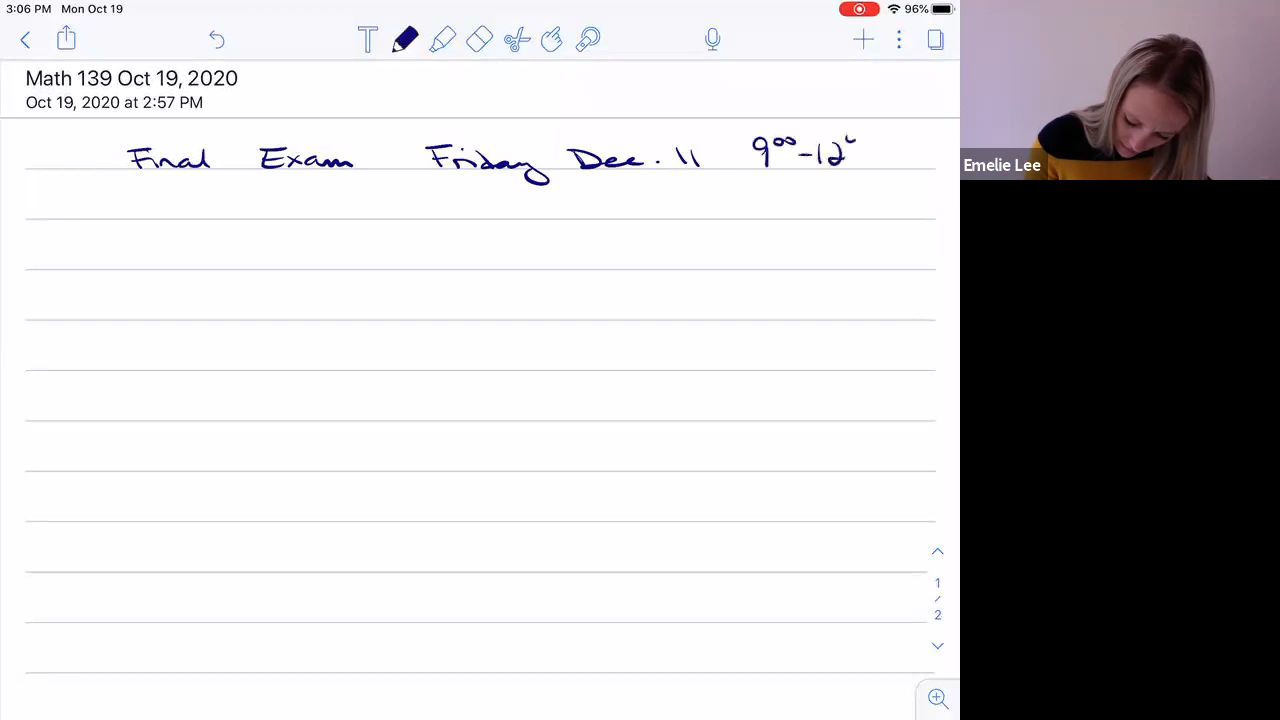 3:06 PM Mon Oct 19 96%
Math 139 Oct 19, 2020
Oct 19, 2020 at 2:57 PM
Final Exam Friday Dec. 11 9⁰⁰-12
Emelie Lee
1
/
2